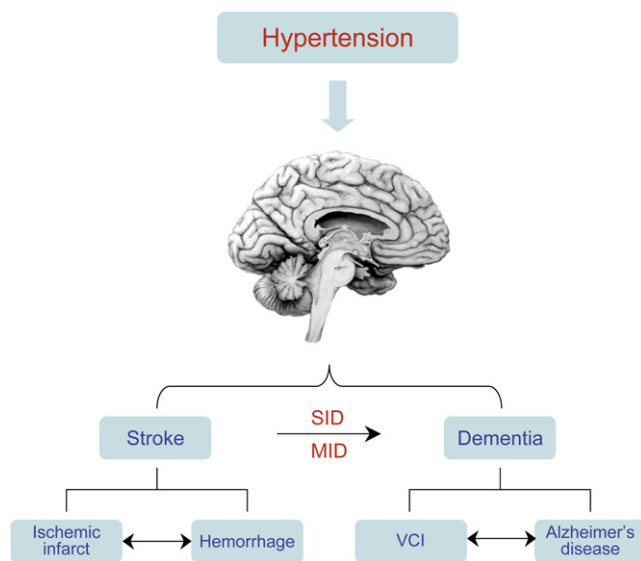 Hypertension
Stroke
SID
MID
Dementia
Ischemic
infarct
Hemorrhage
VCI
Alzheimer's
disease